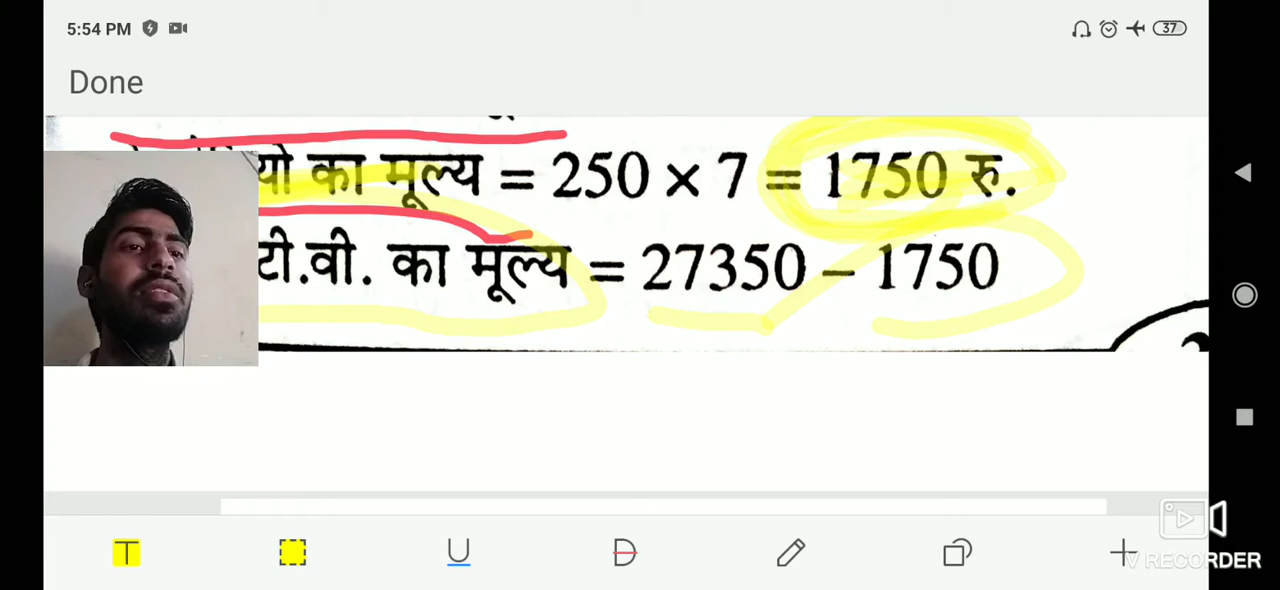 5:54 PM 37
Done
यो का मूल्य = 250 × 7 = 1750 रु.
टी.वी. का मूल्य = 27350 – 1750
T U D
V RECORDER